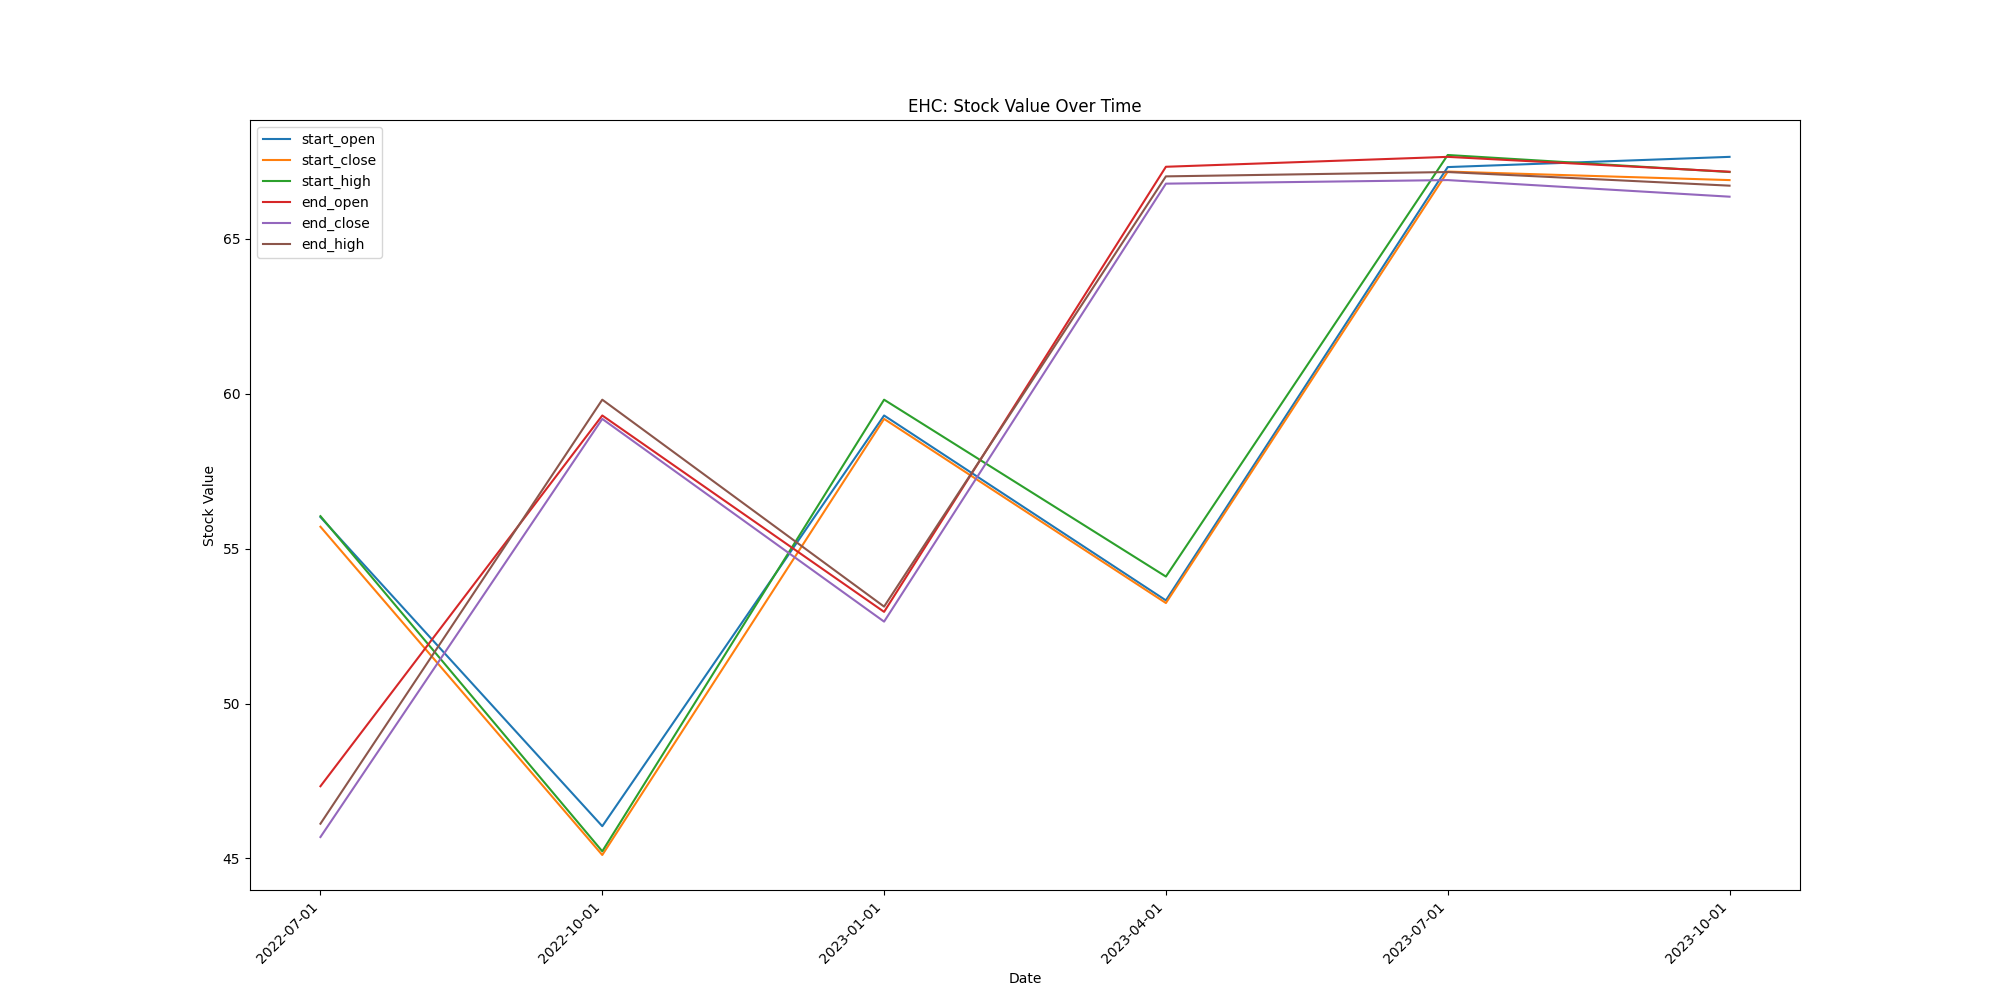 EHC: Stock Value Over Time
start_open
start_close
start_high
end_open
end_close
end_high
Stock Value
65
60
55
50
45
2022-07-01
2022-10-01
2023-01-01
2023-04-01
2023-07-01
2023-10-01
Date